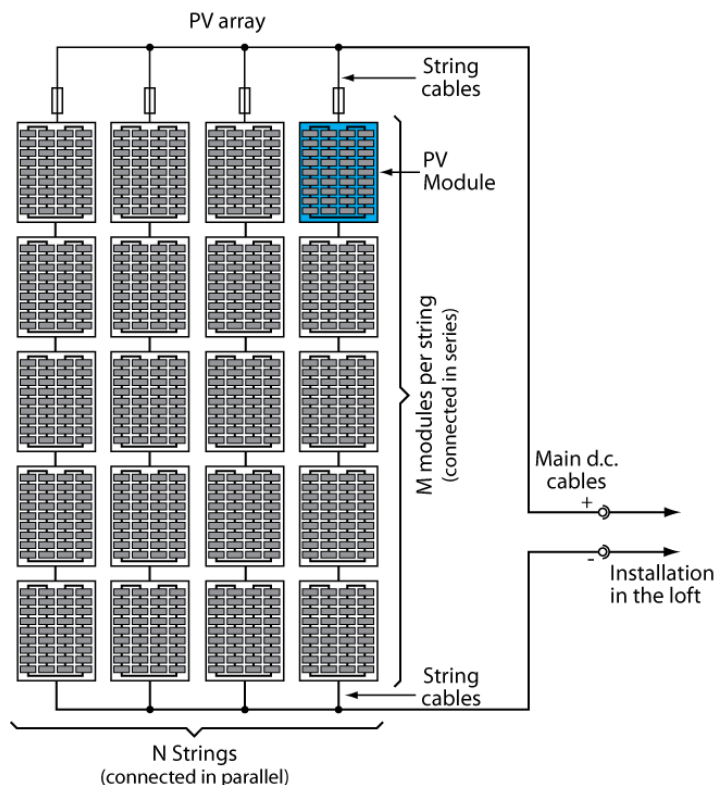 PV array
String
cables
PV
Module
M modules per string
(connected in series)
Main d.c.
cables
+
-
Installation
in the loft
String
cables
N Strings
(connected in parallel)